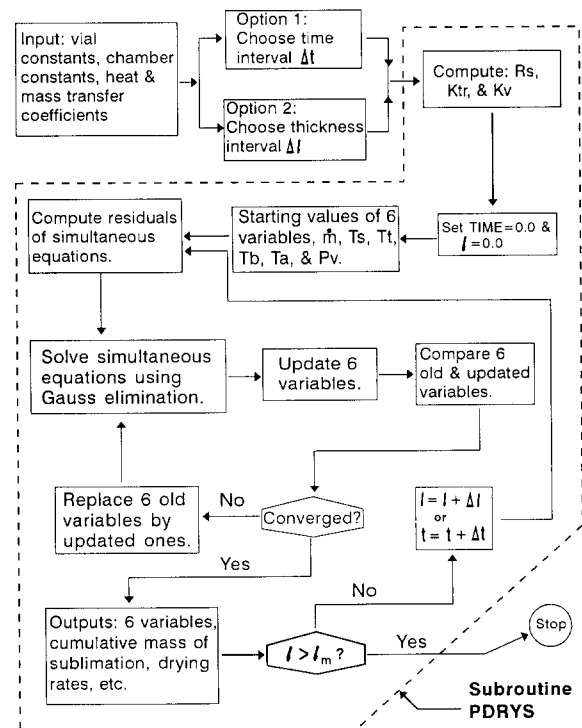 Input: vial
constants, chamber
constants, heat &
mass transfer
coefficients
Option 1:
Choose time
interval Δt
Option 2:
Choose thickness
interval Δl
Compute: Rs,
Ktr, & Kv
Set TIME=0.0 &
l=0.0
Starting values of 6
variables, ṁ, Ts, Tt,
Tb, Ta, & Pv.
Compute residuals
of simultaneous
equations.
Solve simultaneous
equations using
Gauss elimination.
Update 6
variables.
Compare 6
old & updated
variables.
Converged?
No
Replace 6 old
variables by
updated ones.
Yes
Outputs: 6 variables,
cumulative mass of
sublimation, drying
rates, etc.
l > lm ?
No
l = l + Δl
or
t = t + Δt
Yes
Stop
Subroutine
PDRYS